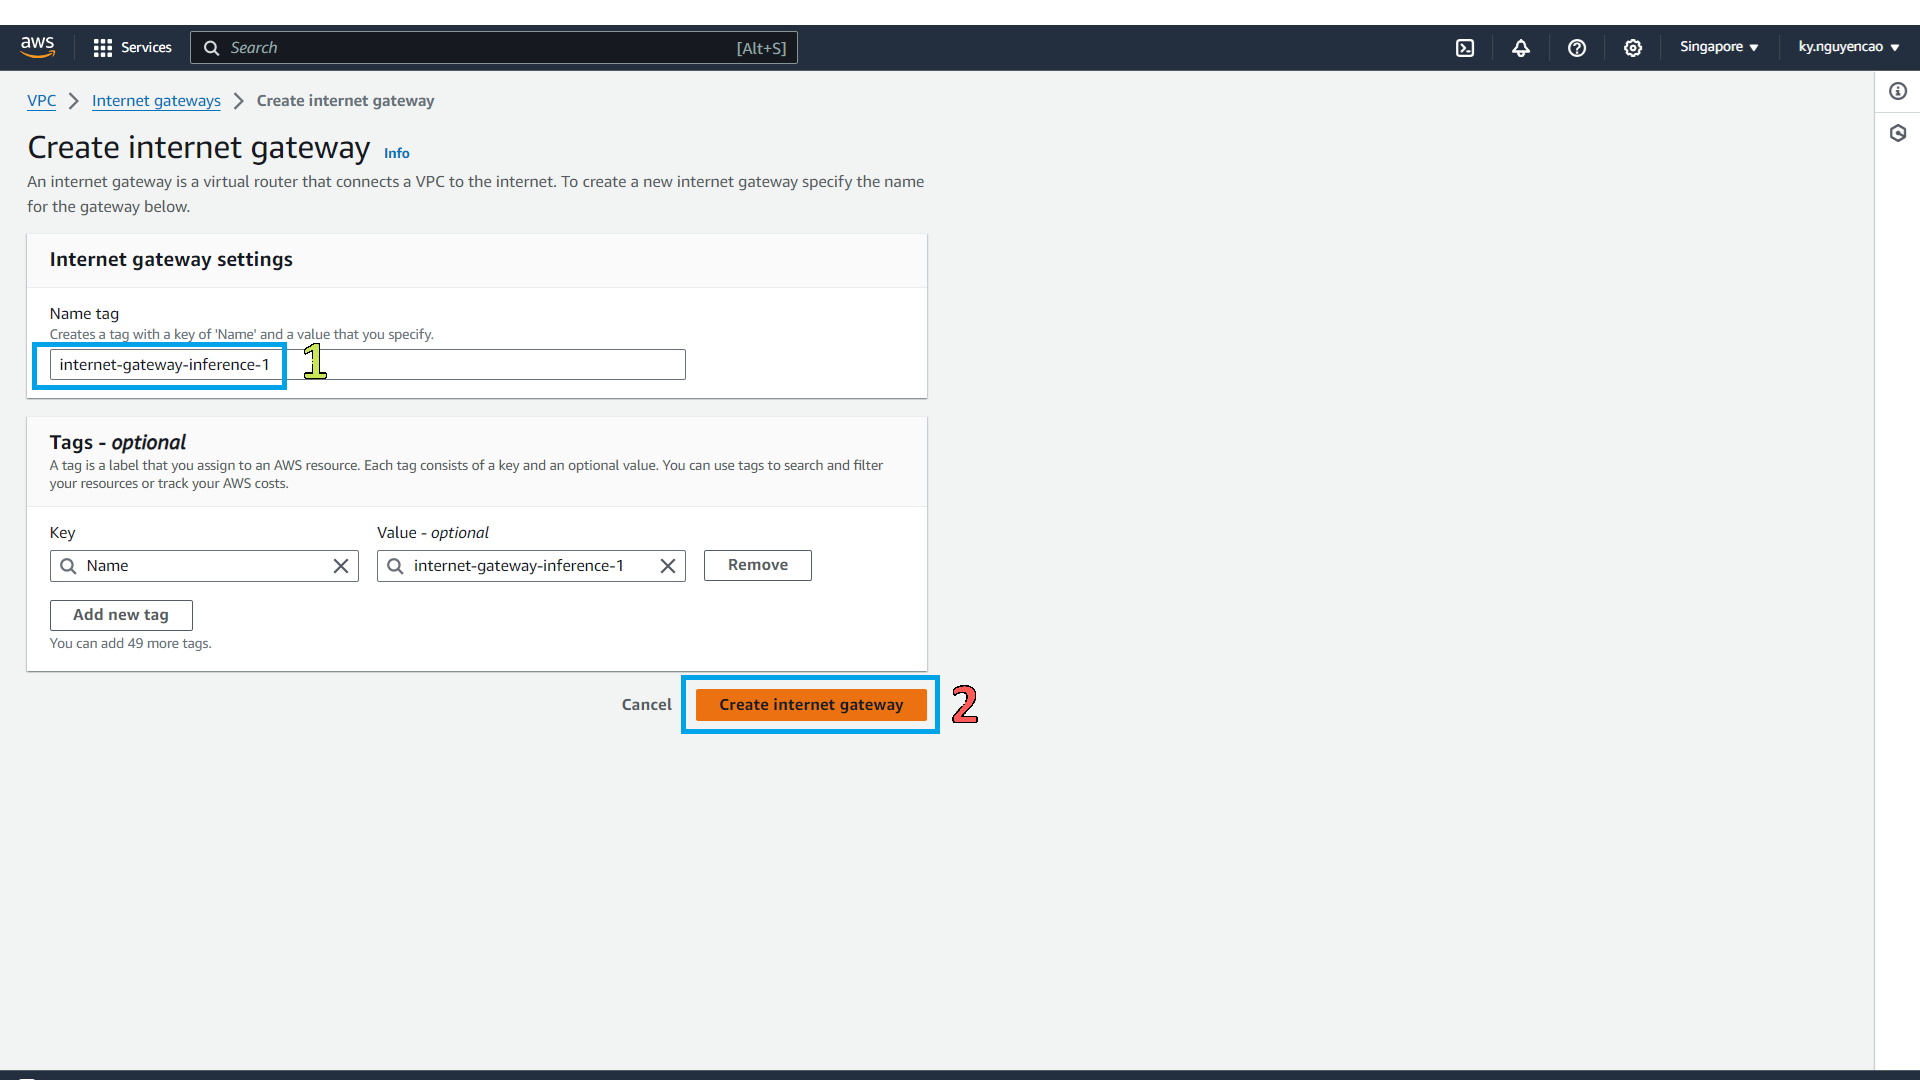 aws Services Search [Alt+S] Singapore ky.nguyencao
VPC Internet gateways Create internet gateway
Create internet gateway Info
An internet gateway is a virtual router that connects a VPC to the internet. To create a new internet gateway specify the name
for the gateway below.
Internet gateway settings
Name tag
Creates a tag with a key of 'Name' and a value that you specify.
internet-gateway-inference-1 1
Tags - optional
A tag is a label that you assign to an AWS resource. Each tag consists of a key and an optional value. You can use tags to search and filter
your resources or track your AWS costs.
Key Value - optional
Name internet-gateway-inference-1 Remove
Add new tag
You can add 49 more tags.
Cancel Create internet gateway 2